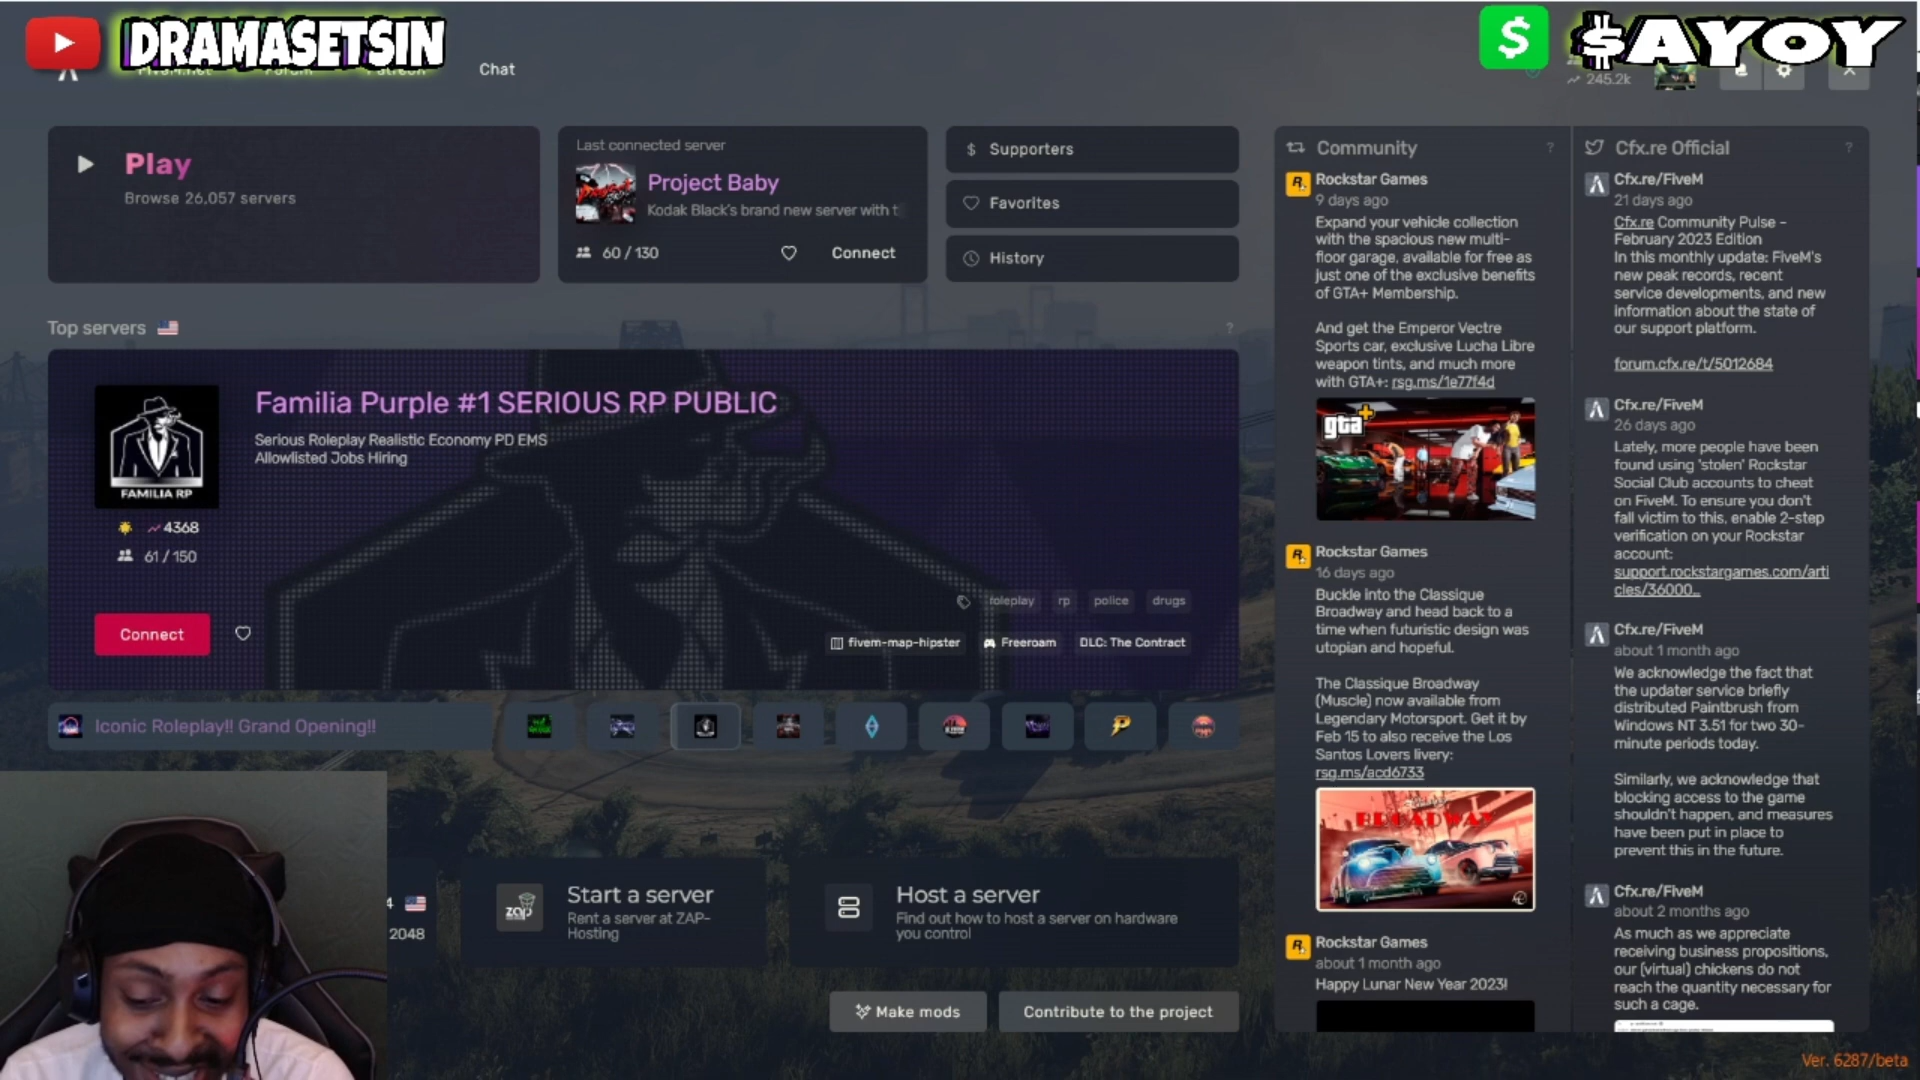 DRAMASETSIN
$AYOY
Chat
245.2k
Play
Browse 26,057 servers
Last connected server
Project Baby
Kodak Black's brand new server with t
60 / 130
Connect
$ Supporters
Favorites
History
Top servers
?
Familia Purple #1 SERIOUS RP PUBLIC
Serious Roleplay Realistic Economy PD EMS
Allowlisted Jobs Hiring
FAMILIA RP
4368
61 / 150
Connect
roleplay rp police drugs
fivem-map-hipster Freeroam DLC: The Contract
Iconic Roleplay!! Grand Opening!!
4
2048
zap
Start a server
Rent a server at ZAP-
Hosting
Host a server
Find out how to host a server on hardware
you control
Make mods
Contribute to the project
Community ?
Rockstar Games
9 days ago
Expand your vehicle collection
with the spacious new multi-
floor garage, available for free as
just one of the exclusive benefits
of GTA+ Membership.
And get the Emperor Vectre
Sports car, exclusive Lucha Libre
weapon tints, and much more
with GTA+: rsg.ms/1e77f4d
gta+
Rockstar Games
16 days ago
Buckle into the Classique
Broadway and head back to a
time when futuristic design was
utopian and hopeful.
The Classique Broadway
(Muscle) now available from
Legendary Motorsport. Get it by
Feb 15 to also receive the Los
Santos Lovers livery:
rsg.ms/acd6733
BROADWAY
Rockstar Games
about 1 month ago
Happy Lunar New Year 2023!
Cfx.re Official ?
Cfx.re/FiveM
21 days ago
Cfx.re Community Pulse –
February 2023 Edition
In this monthly update: FiveM's
new peak records, recent
service developments, and new
information about the state of
our support platform.
forum.cfx.re/t/5012684
Cfx.re/FiveM
26 days ago
Lately, more people have been
found using 'stolen' Rockstar
Social Club accounts to cheat
on FiveM. To ensure you don't
fall victim to this, enable 2-step
verification on your Rockstar
account:
support.rockstargames.com/arti
cles/36000…
Cfx.re/FiveM
about 1 month ago
We acknowledge the fact that
the updater service briefly
distributed Paintbrush from
Windows NT 3.51 for two 30-
minute periods today.
Similarly, we acknowledge that
blocking access to the game
shouldn't happen, and measures
have been put in place to
prevent this in the future.
Cfx.re/FiveM
about 2 months ago
As much as we appreciate
receiving business propositions,
our (virtual) chickens do not
reach the quantity necessary for
such a cage.
Ver. 6287/beta